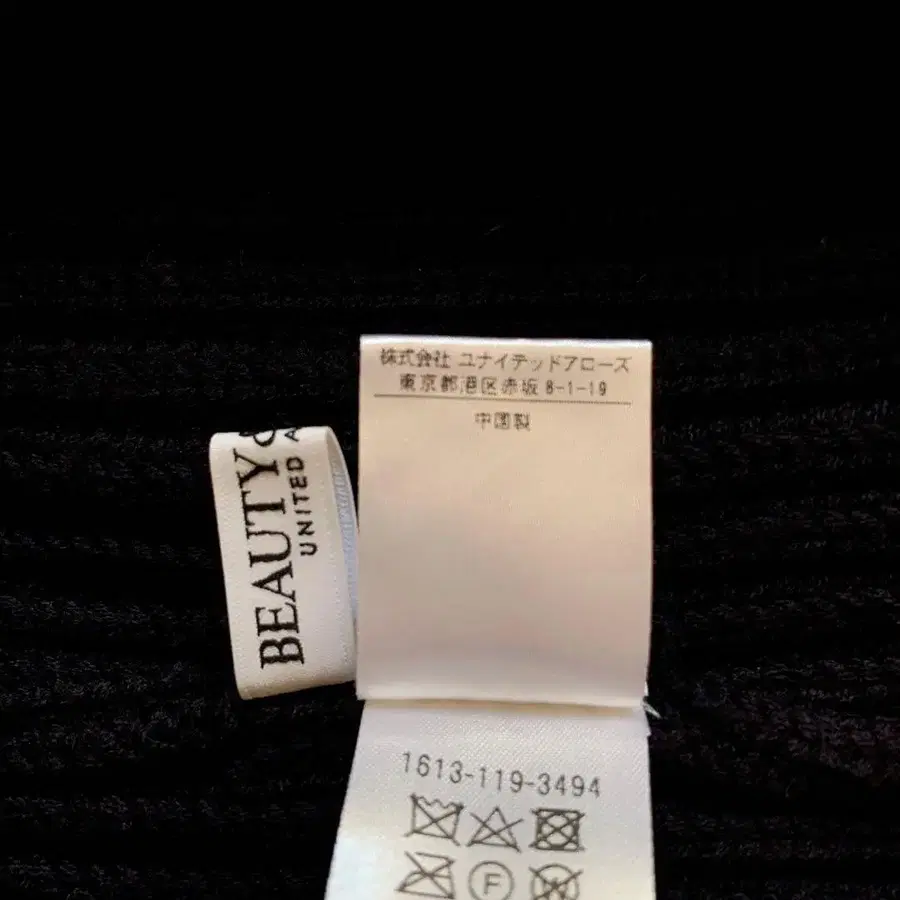 BEAUTY &
UNITED A
株式会社 ユナイテッドアローズ
東京都港区赤坂 8-1-19
中国製
1613-119-3494
F
W